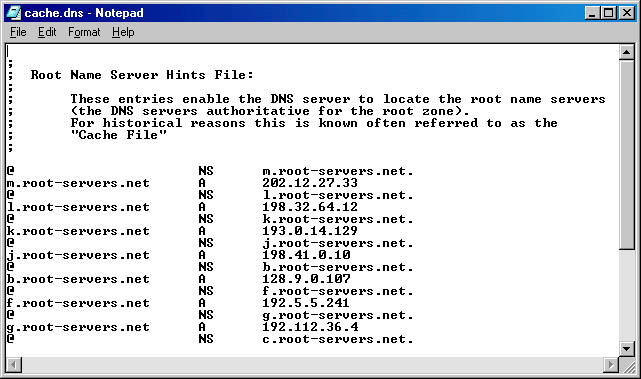 cache.dns - Notepad
File Edit Format Help
;
; Root Name Server Hints File:
;
; These entries enable the DNS server to locate the root name servers
; (the DNS servers authoritative for the root zone).
; For historical reasons this is known often referred to as the
; "Cache File"
;
@ NS m.root-servers.net.
m.root-servers.net A 202.12.27.33
@ NS l.root-servers.net.
l.root-servers.net A 198.32.64.12
@ NS k.root-servers.net.
k.root-servers.net A 193.0.14.129
@ NS j.root-servers.net.
j.root-servers.net A 198.41.0.10
@ NS b.root-servers.net.
b.root-servers.net A 128.9.0.107
@ NS f.root-servers.net.
f.root-servers.net A 192.5.5.241
@ NS g.root-servers.net.
g.root-servers.net A 192.112.36.4
@ NS c.root-servers.net.